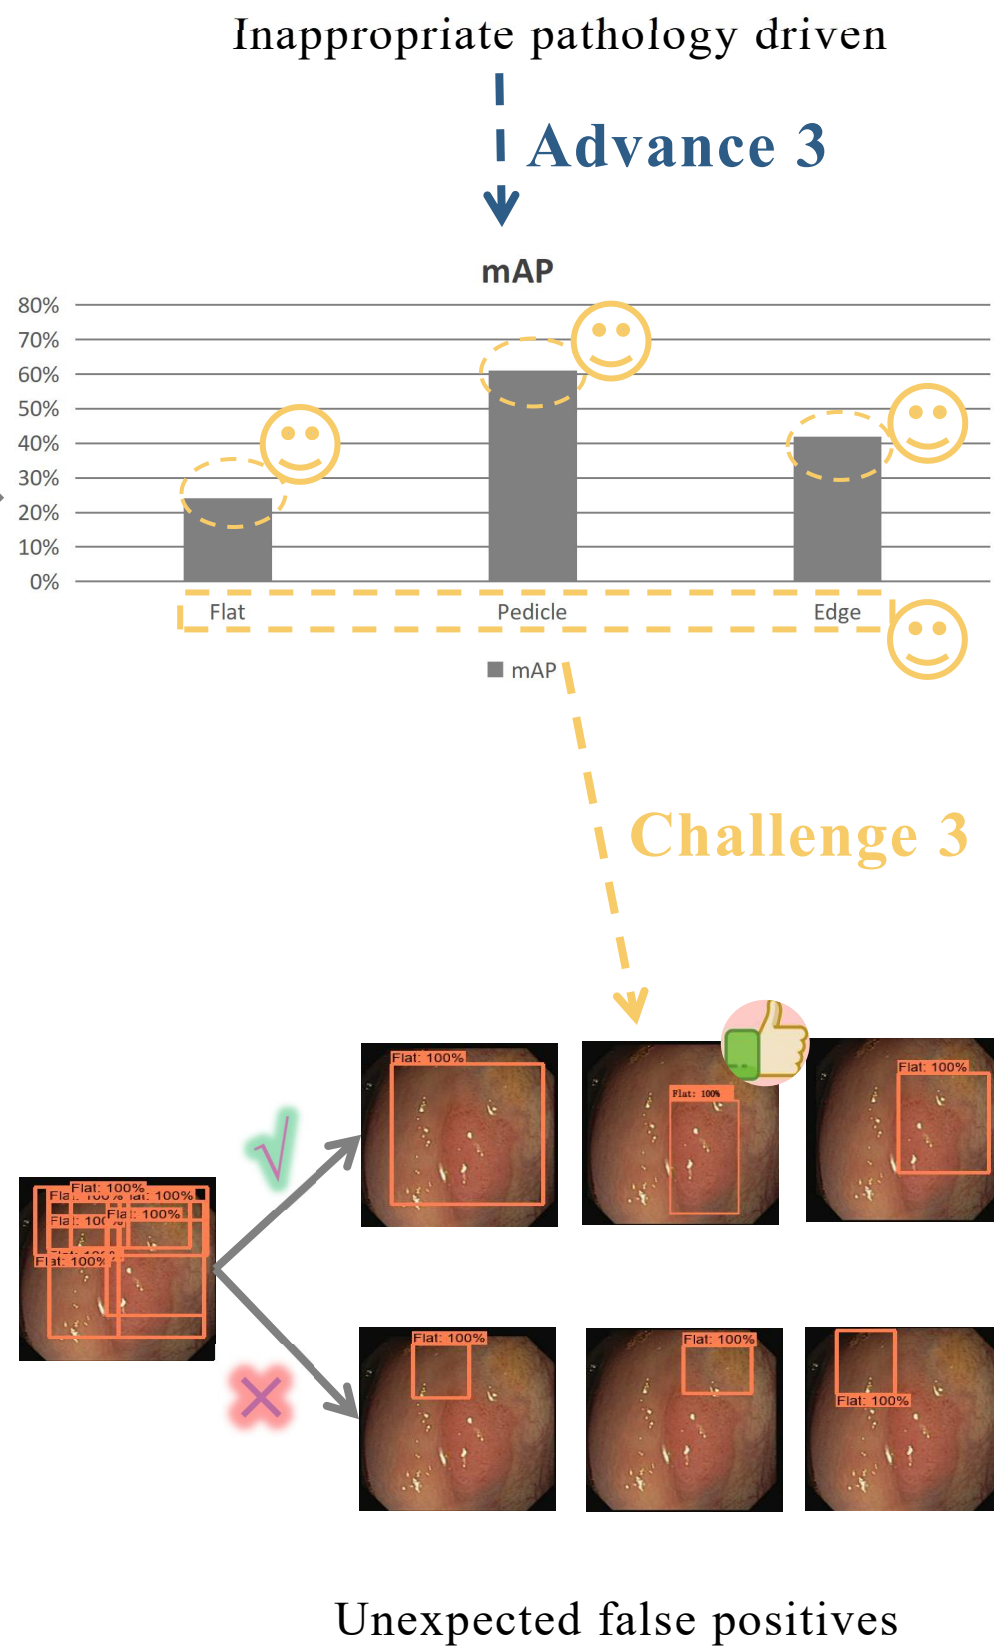 Inappropriate pathology driven
Advance 3
mAP
80%
70%
60%
50%
40%
30%
20%
10%
0%
Flat
Pedicle
Edge
mAP
Challenge 3
Flat: 100%
Flat: 100%
Flat: 100%
√
Flat: 100%
Flat: 100%
Flat: 100%
Flat: 100%
Flat: 100%
Flat: 100%
Flat: 100%
Unexpected false positives